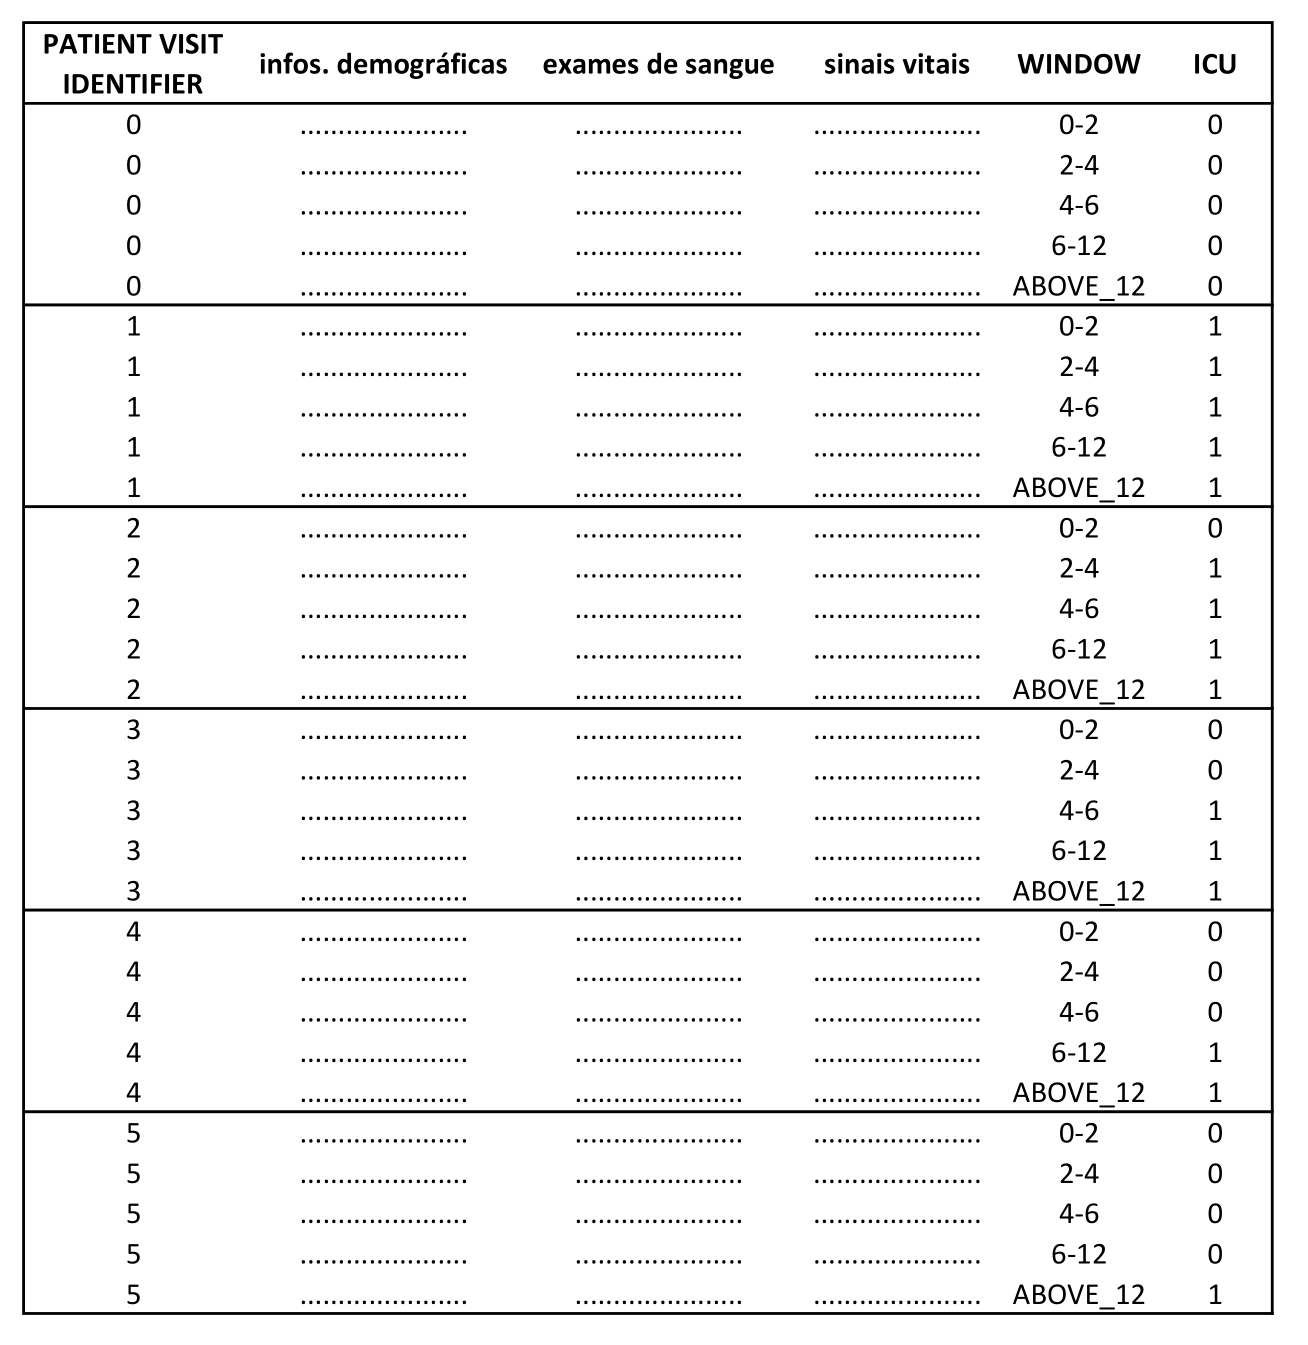 PATIENT VISIT IDENTIFIER infos. demográficas exames de sangue sinais vitais WINDOW ICU
0 ...................... ...................... ...................... 0-2 0
0 ...................... ...................... ...................... 2-4 0
0 ...................... ...................... ...................... 4-6 0
0 ...................... ...................... ...................... 6-12 0
0 ...................... ...................... ...................... ABOVE_12 0
1 ...................... ...................... ...................... 0-2 1
1 ...................... ...................... ...................... 2-4 1
1 ...................... ...................... ...................... 4-6 1
1 ...................... ...................... ...................... 6-12 1
1 ...................... ...................... ...................... ABOVE_12 1
2 ...................... ...................... ...................... 0-2 0
2 ...................... ...................... ...................... 2-4 1
2 ...................... ...................... ...................... 4-6 1
2 ...................... ...................... ...................... 6-12 1
2 ...................... ...................... ...................... ABOVE_12 1
3 ...................... ...................... ...................... 0-2 0
3 ...................... ...................... ...................... 2-4 0
3 ...................... ...................... ...................... 4-6 1
3 ...................... ...................... ...................... 6-12 1
3 ...................... ...................... ...................... ABOVE_12 1
4 ...................... ...................... ...................... 0-2 0
4 ...................... ...................... ...................... 2-4 0
4 ...................... ...................... ...................... 4-6 0
4 ...................... ...................... ...................... 6-12 1
4 ...................... ...................... ...................... ABOVE_12 1
5 ...................... ...................... ...................... 0-2 0
5 ...................... ...................... ...................... 2-4 0
5 ...................... ...................... ...................... 4-6 0
5 ...................... ...................... ...................... 6-12 0
5 ...................... ...................... ...................... ABOVE_12 1